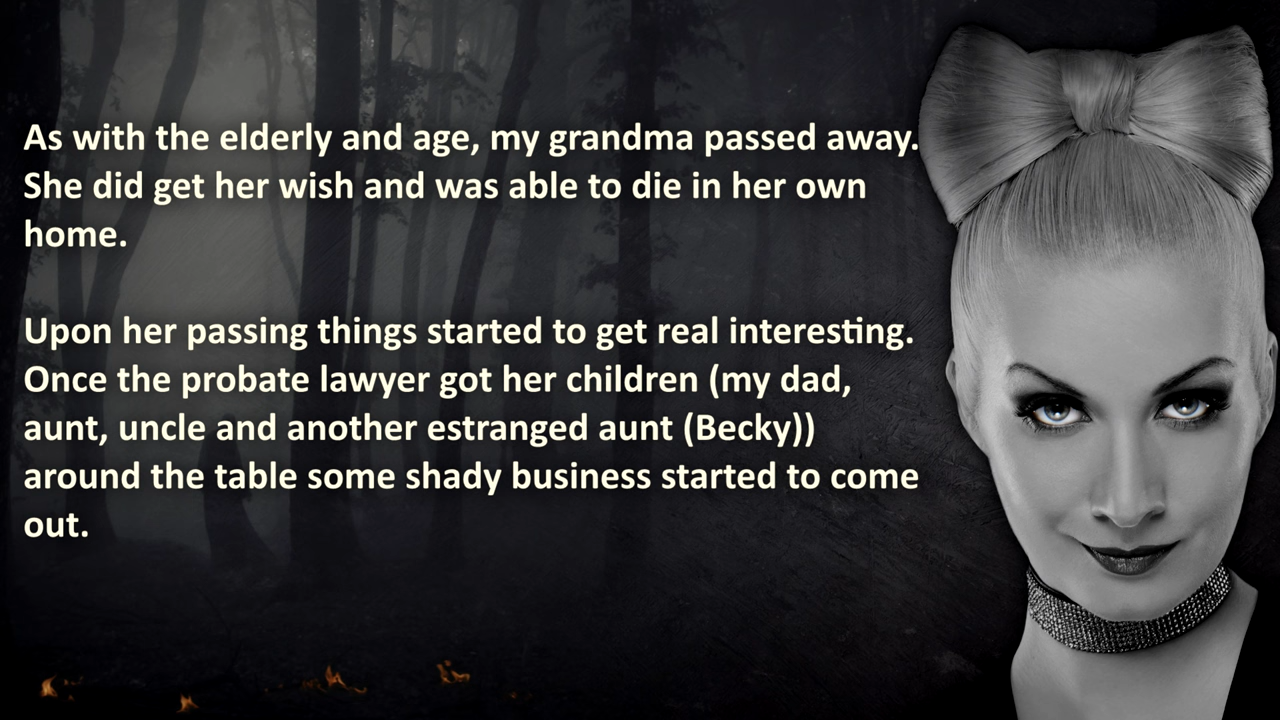 As with the elderly and age, my grandma passed away.
She did get her wish and was able to die in her own
home.
Upon her passing things started to get real interesting.
Once the probate lawyer got her children (my dad,
aunt, uncle and another estranged aunt (Becky))
around the table some shady business started to come
out.